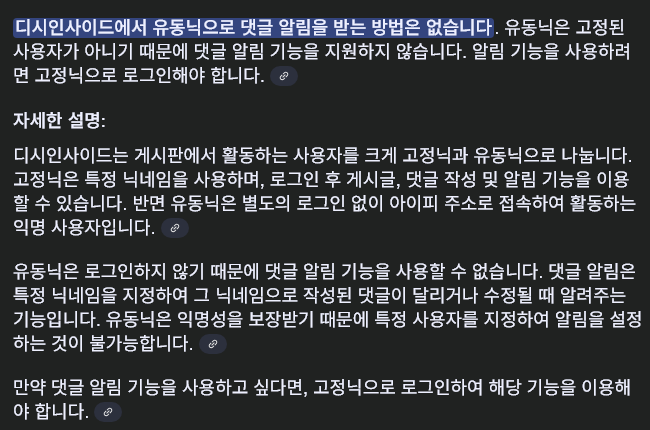 디시인사이드에서 유동닉으로 댓글 알림을 받는 방법은 없습니다. 유동닉은 고정된
사용자가 아니기 때문에 댓글 알림 기능을 지원하지 않습니다. 알림 기능을 사용하려
면 고정닉으로 로그인해야 합니다.
자세한 설명:
디시인사이드는 게시판에서 활동하는 사용자를 크게 고정닉과 유동닉으로 나눕니다.
고정닉은 특정 닉네임을 사용하며, 로그인 후 게시글, 댓글 작성 및 알림 기능을 이용
할 수 있습니다. 반면 유동닉은 별도의 로그인 없이 아이피 주소로 접속하여 활동하는
익명 사용자입니다.
유동닉은 로그인하지 않기 때문에 댓글 알림 기능을 사용할 수 없습니다. 댓글 알림은
특정 닉네임을 지정하여 그 닉네임으로 작성된 댓글이 달리거나 수정될 때 알려주는
기능입니다. 유동닉은 익명성을 보장받기 때문에 특정 사용자를 지정하여 알림을 설정
하는 것이 불가능합니다.
만약 댓글 알림 기능을 사용하고 싶다면, 고정닉으로 로그인하여 해당 기능을 이용해
야 합니다.